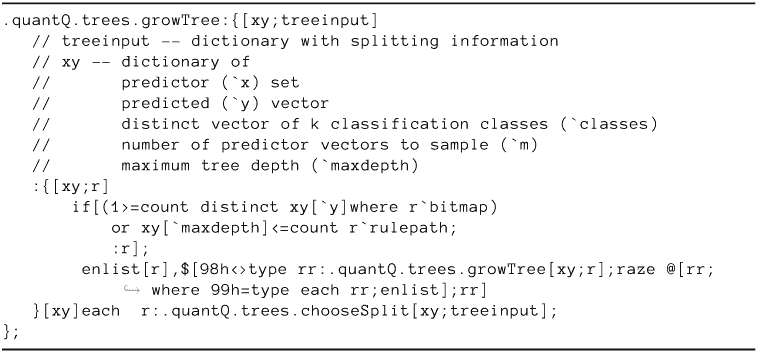 .quantQ.trees.growTree:{[xy;treeinput]
// treeinput -- dictionary with splitting information
// xy -- dictionary of
// predictor (`x) set
// predicted (`y) vector
// distinct vector of k classification classes (`classes)
// number of predictor vectors to sample (`m)
// maximum tree depth (`maxdepth)
:{[xy;r]
if[(1>=count distinct xy[`y]where r`bitmap)
or xy[`maxdepth]<=count r`rulepath;
:r];
enlist[r],$[98h<>type rr:.quantQ.trees.growTree[xy;r];raze @[rr;
↪ where 99h=type each rr;enlist];rr]
}[xy]each r:.quantQ.trees.chooseSplit[xy;treeinput];
};